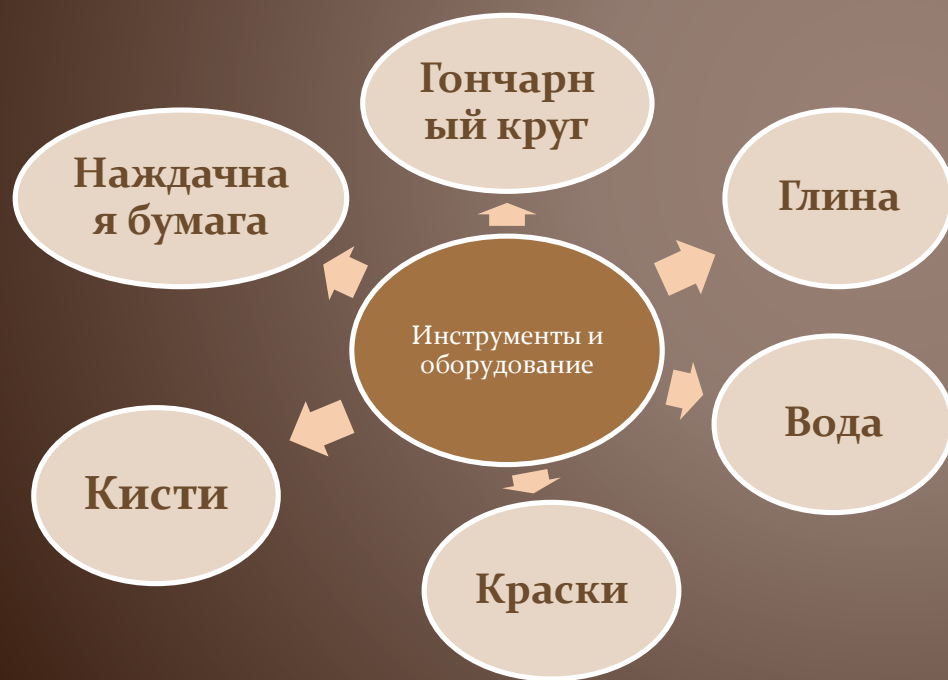 Гончарн
ый круг
Наждачна
я бумага
Глина
Инструменты и
оборудование
Вода
Кисти
Краски